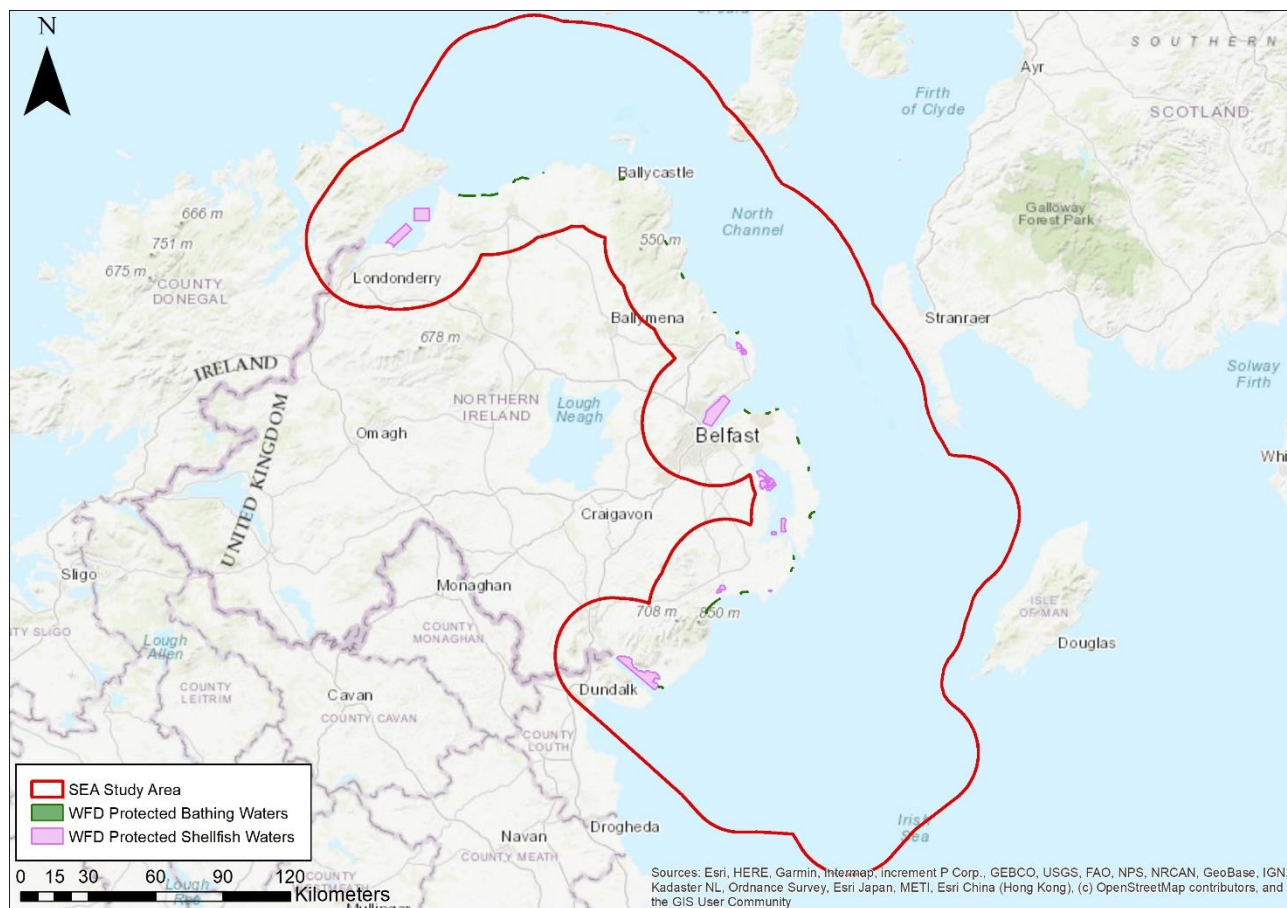 N
SOUTHERN
Ayr
Firth
of Clyde
SCOTLAND
Ballycastle
666 m
751 m
675 m
COUNTY
DONEGAL
Londonderry
550 m
North
Channel
Galloway
Forest Park
Ballymena
678 m
Stranraer
Solway
Firth
IRELAND
UNITED KINGDOM
NORTHERN
IRELAND
Lough
Neagh
Omagh
Belfast
Whi
Craigavon
Sligo
Monaghan
COUNTY
MONAGHAN
708 m
850 m
ISLE
OF MAN
Douglas
NTY SLIGO
Lough
Allen
COUNTY
LEITRIM
Cavan
COUNTY CAVAN
Dundalk
COUNTY
LOUTH
Drogheda
Navan
COUNTY MEATH
Irish
Sea
SEA Study Area
WFD Protected Bathing Waters
WFD Protected Shellfish Waters
0 15 30 60 90 120
Kilometers
Lough
Mullingar
Sources: Esri, HERE, Garmin, Intermap, increment P Corp., GEBCO, USGS, FAO, NPS, NRCAN, GeoBase, IGN,
Kadaster NL, Ordnance Survey, Esri Japan, METI, Esri China (Hong Kong), (c) OpenStreetMap contributors, and
the GIS User Community